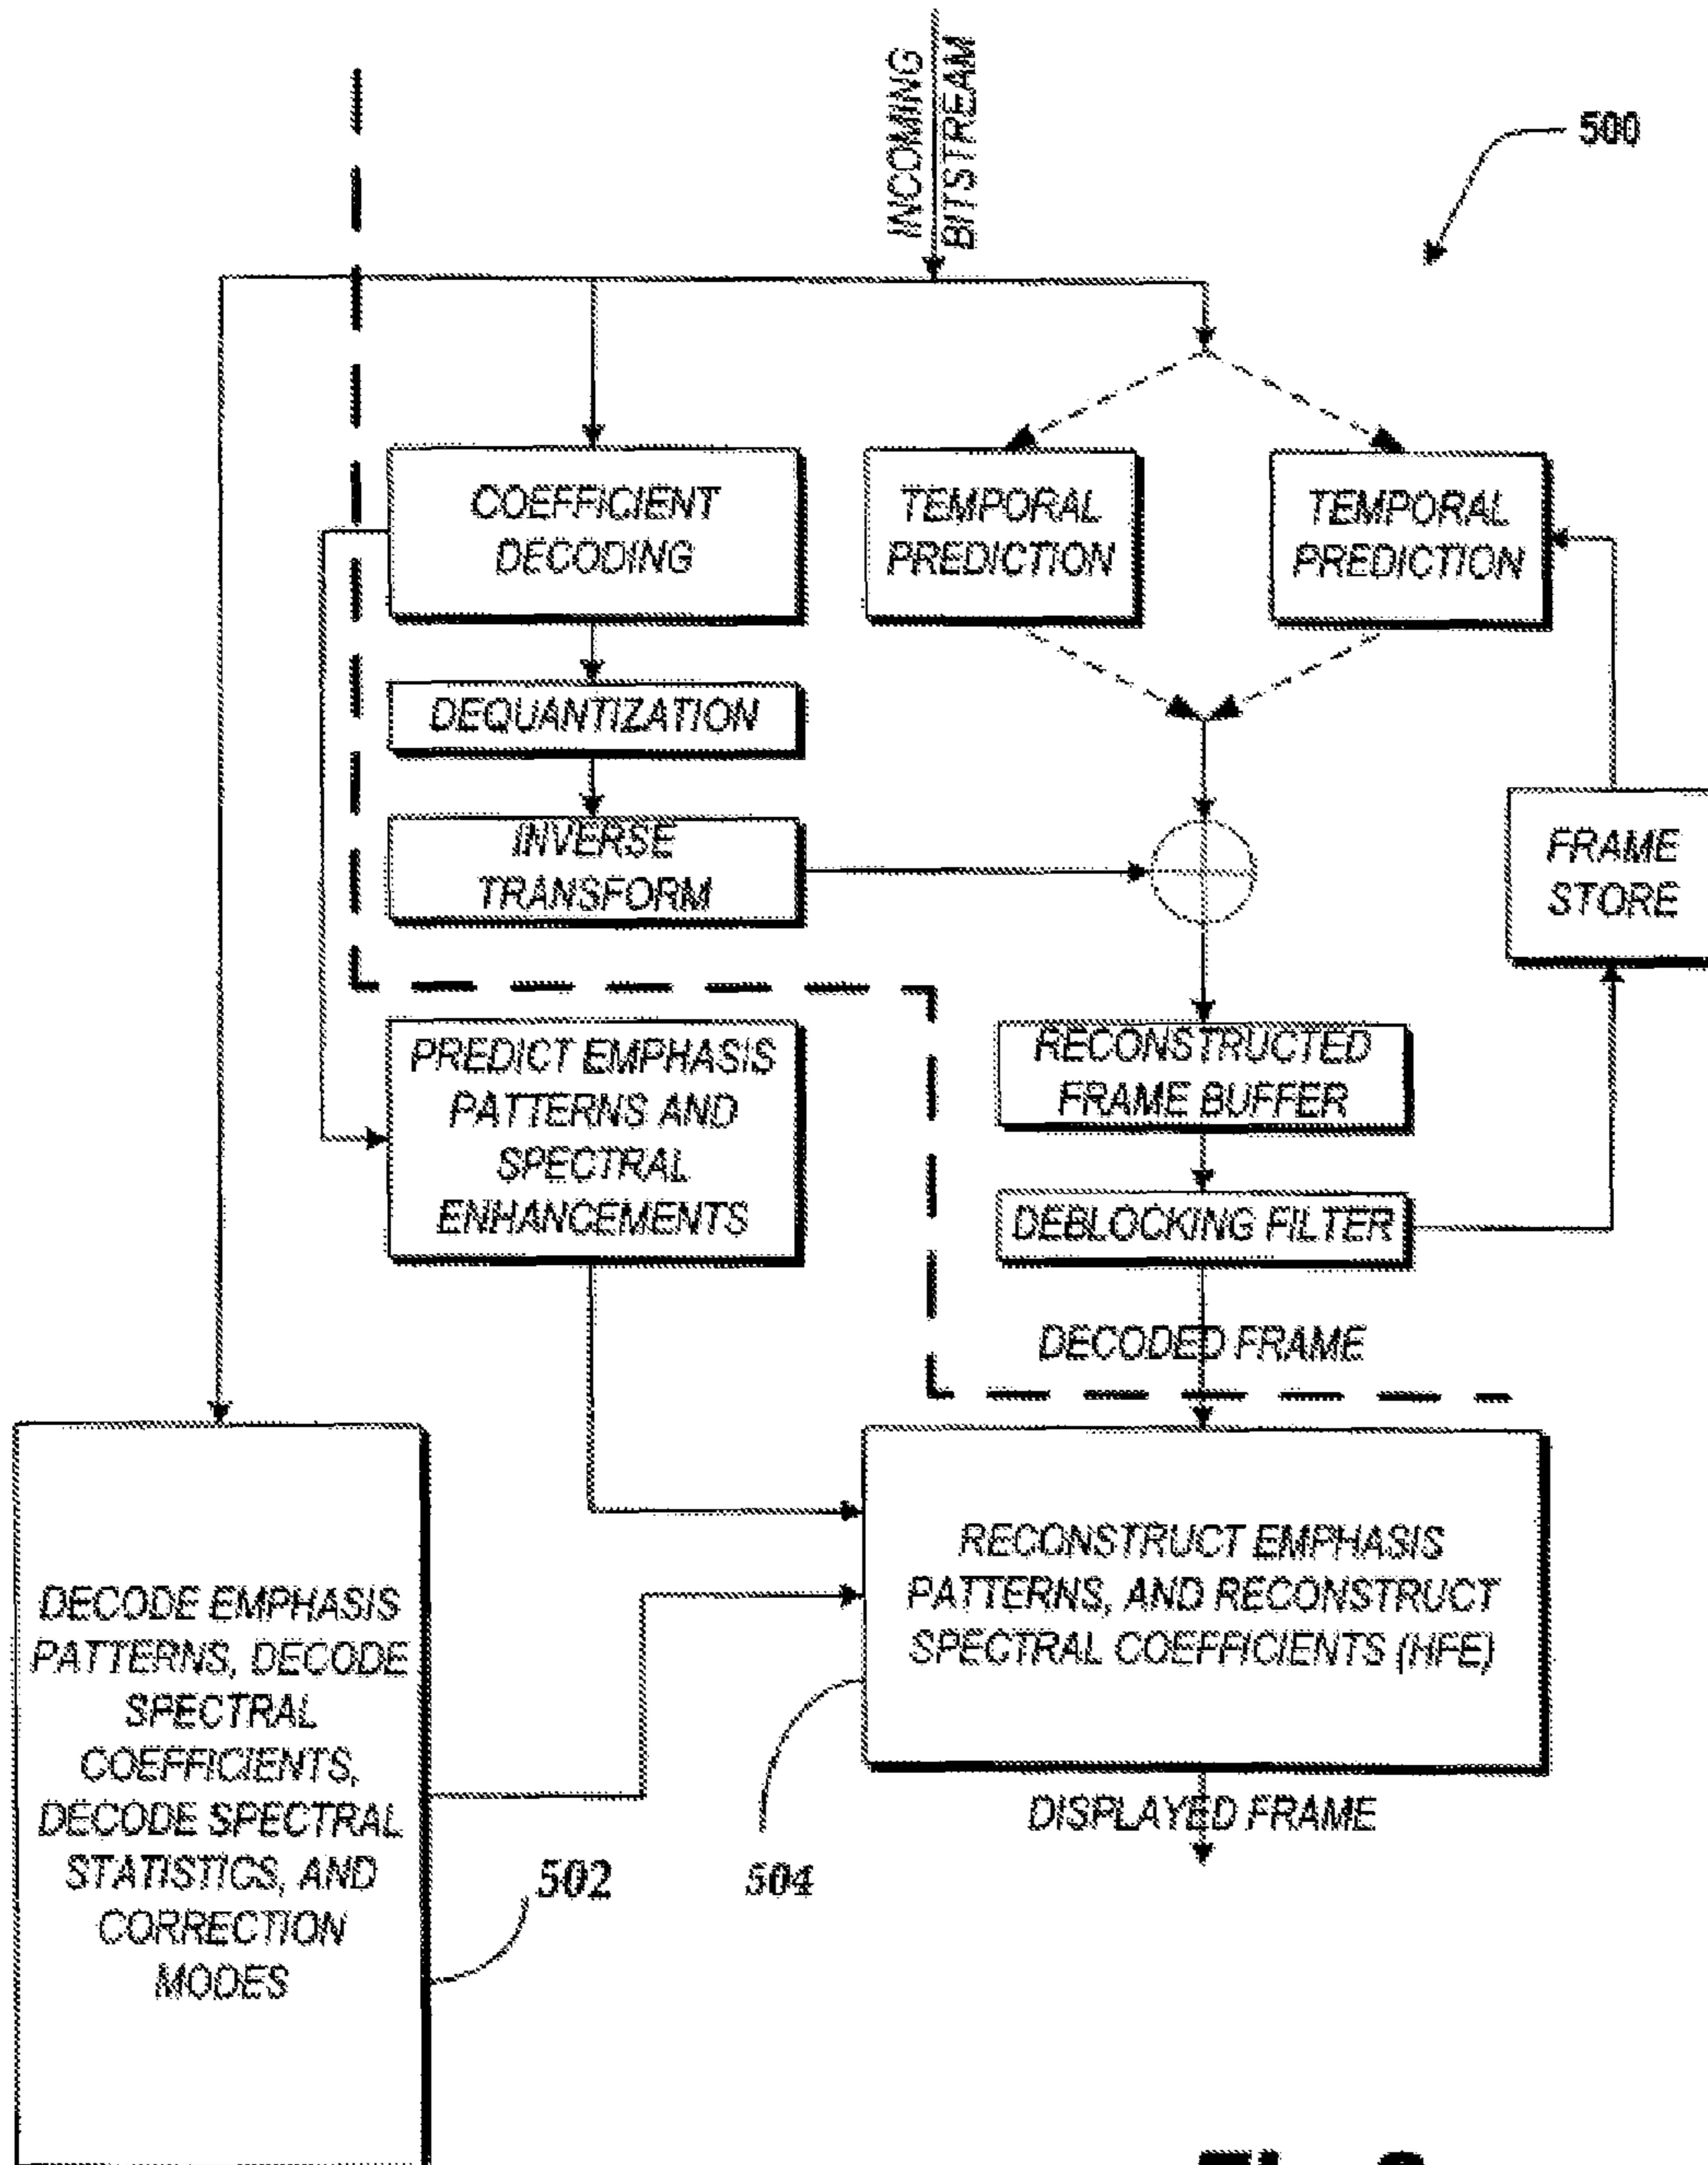 INCOMING
BITSTREAM
500
COEFFICIENT
DECODING
TEMPORAL
PREDICTION
TEMPORAL
PREDICTION
DEQUANTIZATION
INVERSE
TRANSFORM
FRAME
STORE
PREDICT EMPHASIS
PATTERNS AND
SPECTRAL
ENHANCEMENTS
RECONSTRUCTED
FRAME BUFFER
DEBLOCKING FILTER
DECODED FRAME
RECONSTRUCT EMPHASIS
PATTERNS, AND RECONSTRUCT
SPECTRAL COEFFICIENTS (HFE)
DECODE EMPHASIS
PATTERNS, DECODE
SPECTRAL
COEFFICIENTS,
DECODE SPECTRAL
STATISTICS, AND
CORRECTION
MODES
DISPLAYED FRAME
502
504